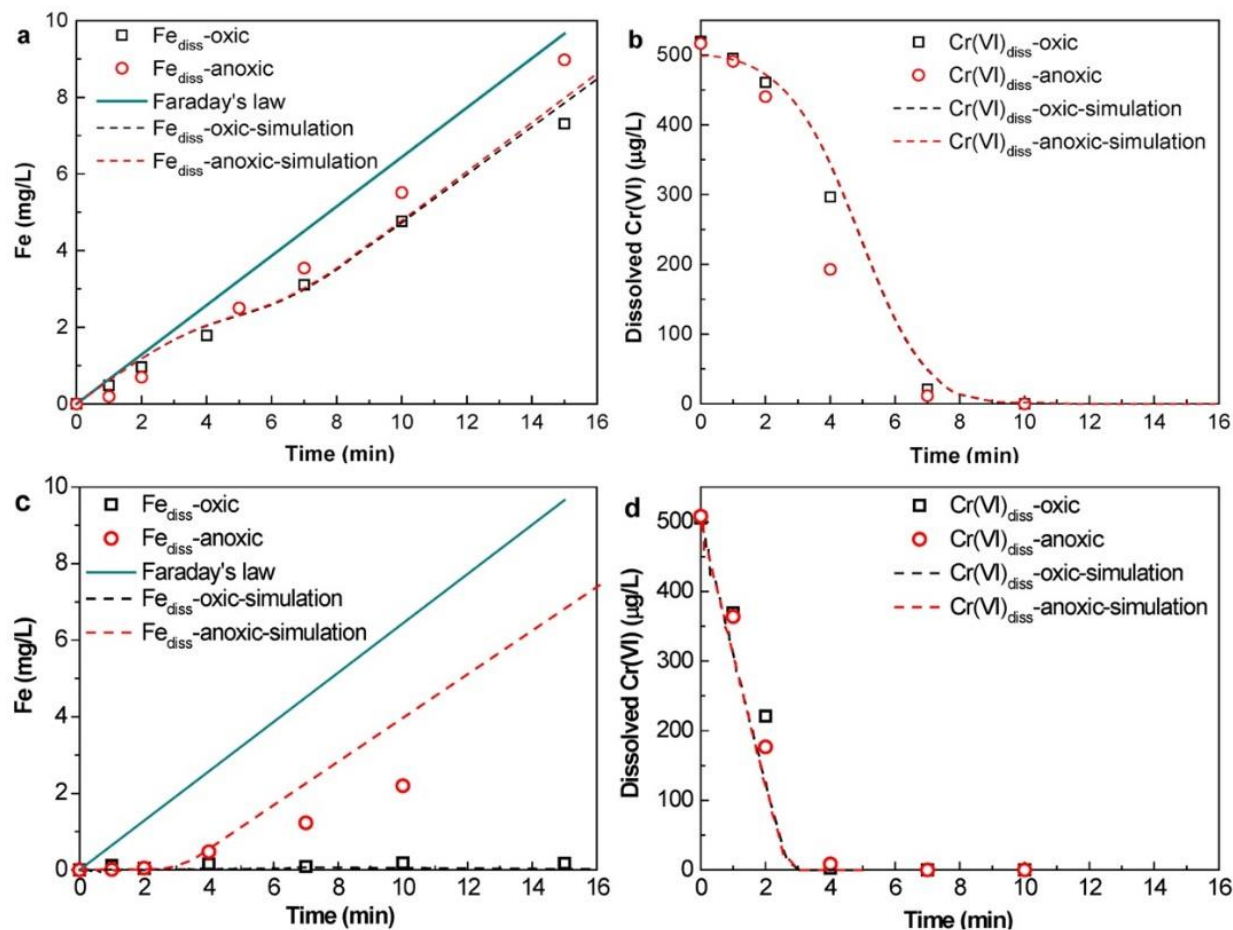 a
Fe_diss-oxic
Fe_diss-anoxic
Faraday's law
Fe_diss-oxic-simulation
Fe_diss-anoxic-simulation
Fe (mg/L)
10
8
6
4
2
0
0 2 4 6 8 10 12 14 16
Time (min)
b
Cr(VI)_diss-oxic
Cr(VI)_diss-anoxic
Cr(VI)_diss-oxic-simulation
Cr(VI)_diss-anoxic-simulation
Dissolved Cr(VI) (μg/L)
500
400
300
200
100
0
0 2 4 6 8 10 12 14 16
Time (min)
c
Fe_diss-oxic
Fe_diss-anoxic
Faraday's law
Fe_diss-oxic-simulation
Fe_diss-anoxic-simulation
Fe (mg/L)
10
8
6
4
2
0
0 2 4 6 8 10 12 14 16
Time (min)
d
Cr(VI)_diss-oxic
Cr(VI)_diss-anoxic
Cr(VI)_diss-oxic-simulation
Cr(VI)_diss-anoxic-simulation
Dissolved Cr(VI) (μg/L)
500
400
300
200
100
0
0 2 4 6 8 10 12 14 16
Time (min)